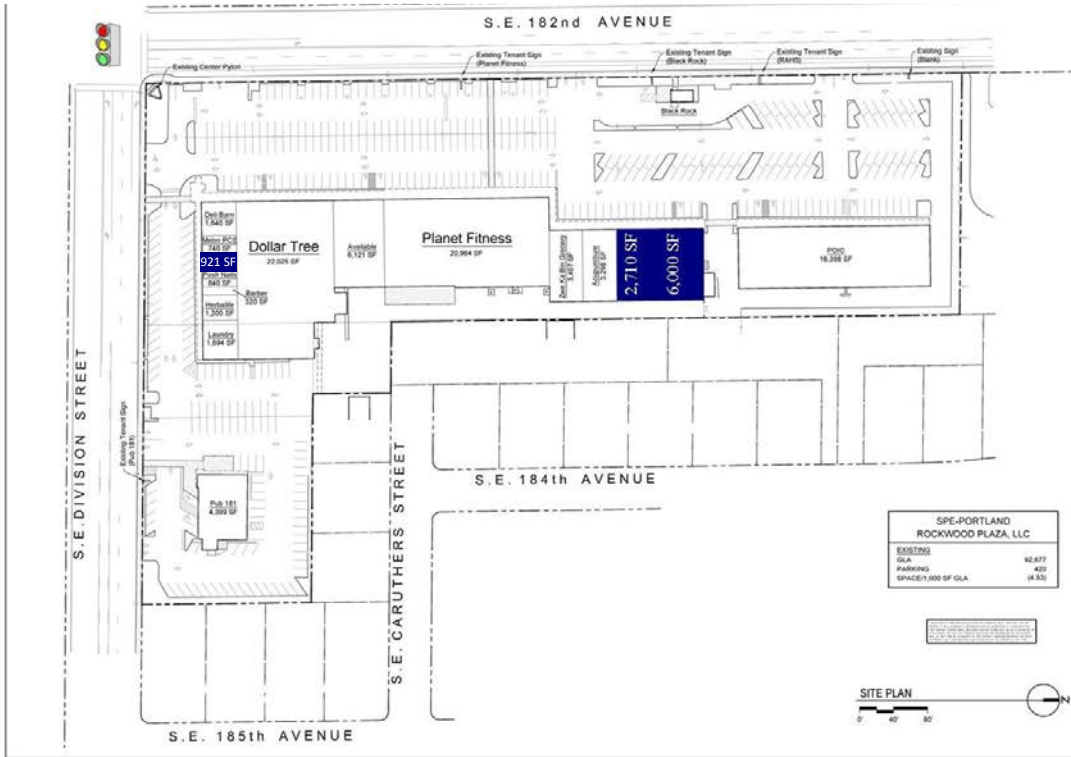 S.E. 182nd AVENUE
Existing Center Pylon
Existing Tenant Sign
(Planet Fitness)
Existing Tenant Sign
(Black Rock)
Existing Tenant Sign
(RAHS)
Existing Sign
(Blank)
Black Rock
Deli Barn
1,640 SF
Metro PCS
740 SF
921 SF
Posh Nails
840 SF
Barber
320 SF
Herbalife
1,200 SF
Laundry
1,694 SF
Dollar Tree
22,025 SF
Available
6,121 SF
Planet Fitness
20,964 SF
Acupuncture
3,298 SF
2,710 SF
6,000 SF
POIC
16,398 SF
S.E. DIVISION STREET
Existing Tenant Sign
(Pub 181)
Pub 181
4,399 SF
S.E. CARUTHERS STREET
S.E. 184th AVENUE
S.E. 185th AVENUE
SPE-PORTLAND
ROCKWOOD PLAZA, LLC
EXISTING
GLA 92,677
PARKING 420
SPACE/1,000 SF GLA (4.53)
SITE PLAN
0' 40' 80'
N